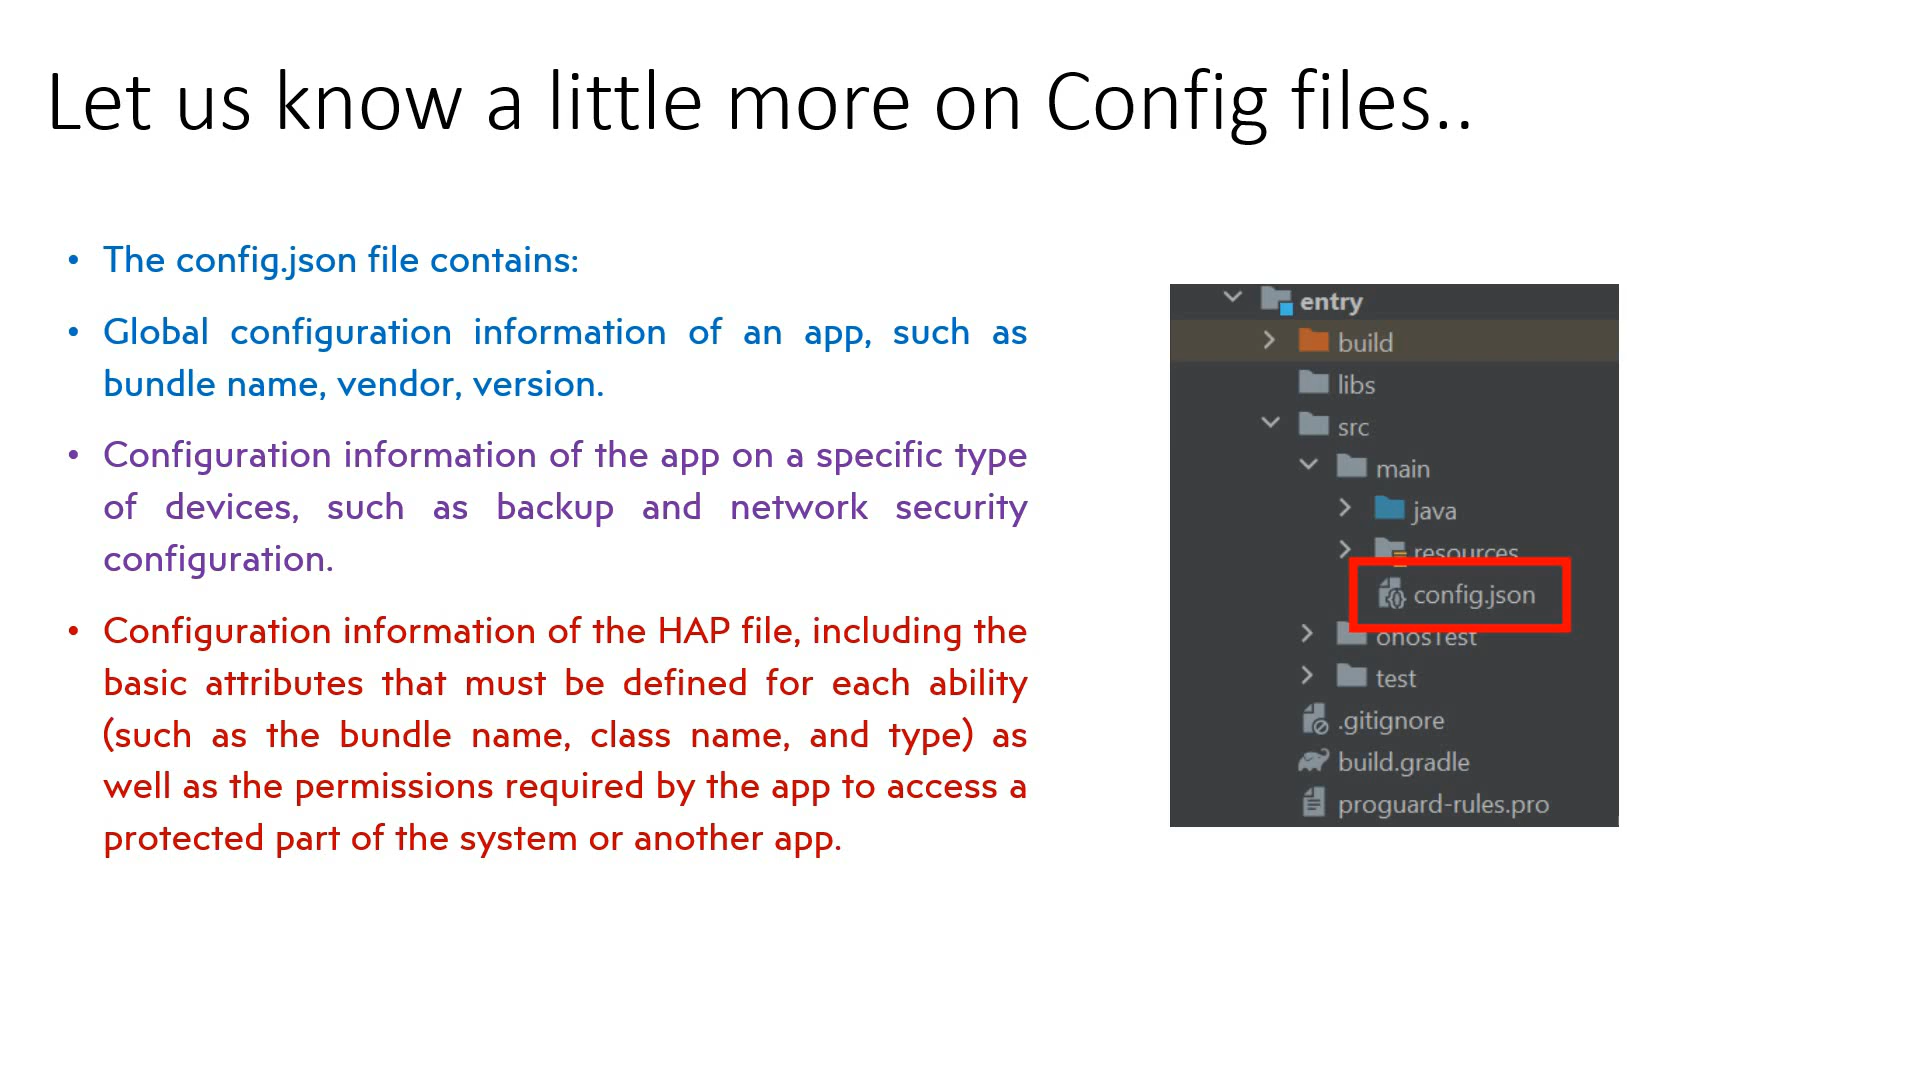 Let us know a little more on Config files..
• The config.json file contains:
• Global configuration information of an app, such as
bundle name, vendor, version.
• Configuration information of the app on a specific type
of devices, such as backup and network security
configuration.
• Configuration information of the HAP file, including the
basic attributes that must be defined for each ability
(such as the bundle name, class name, and type) as
well as the permissions required by the app to access a
protected part of the system or another app.
entry
build
libs
src
main
java
resources
config.json
ohosTest
test
.gitignore
build.gradle
proguard-rules.pro